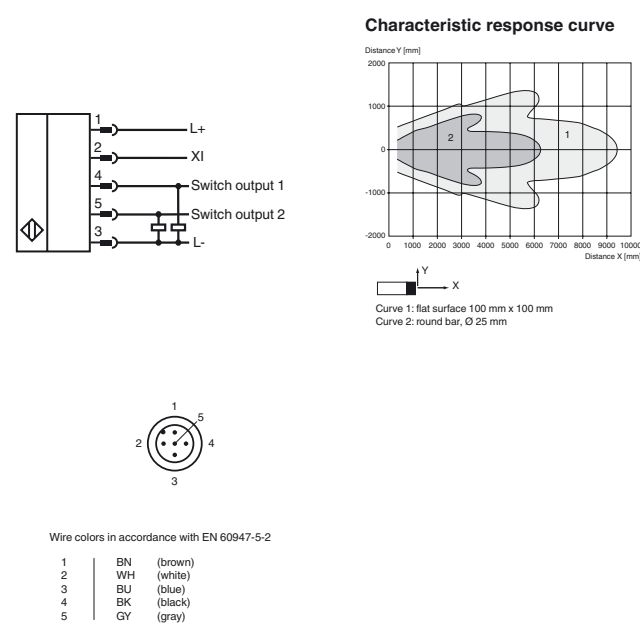 Characteristic response curve
Distance Y [mm]
2000
1000
0
-1000
-2000
0 1000 2000 3000 4000 5000 6000 7000 8000 9000 10000
Distance X [mm]
2
1
Y
X
Curve 1: flat surface 100 mm x 100 mm
Curve 2: round bar, Ø 25 mm
1 L+
2 XI
4 Switch output 1
5 Switch output 2
3 L-
1
5
2 4
3
Wire colors in accordance with EN 60947-5-2
1 BN (brown)
2 WH (white)
3 BU (blue)
4 BK (black)
5 GY (gray)